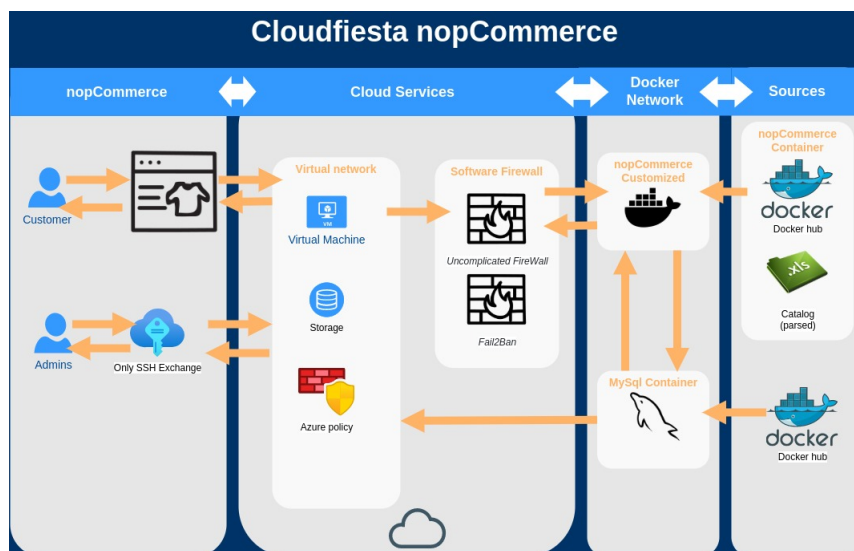 Cloudfiesta nopCommerce
nopCommerce
Cloud Services
Docker
Network
Sources
Customer
Admins
Only SSH Exchange
Virtual network
VM
Virtual Machine
Storage
Azure policy
Software Firewall
Uncomplicated FireWall
Fail2Ban
nopCommerce
Customized
MySql Container
nopCommerce
Container
docker
Docker hub
.xls
Catalog
(parsed)
docker
Docker hub